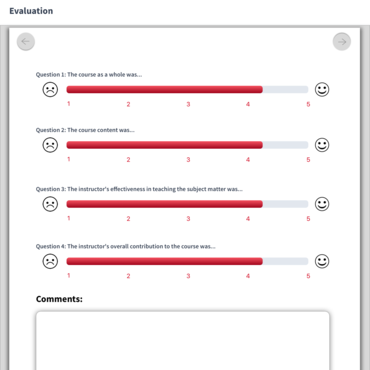 Evaluation
Question 1: The course as a whole was...
1 2 3 4 5
Question 2: The course content was...
1 2 3 4 5
Question 3: The instructor's effectiveness in teaching the subject matter was...
1 2 3 4 5
Question 4: The instructor's overall contribution to the course was...
1 2 3 4 5
Comments: